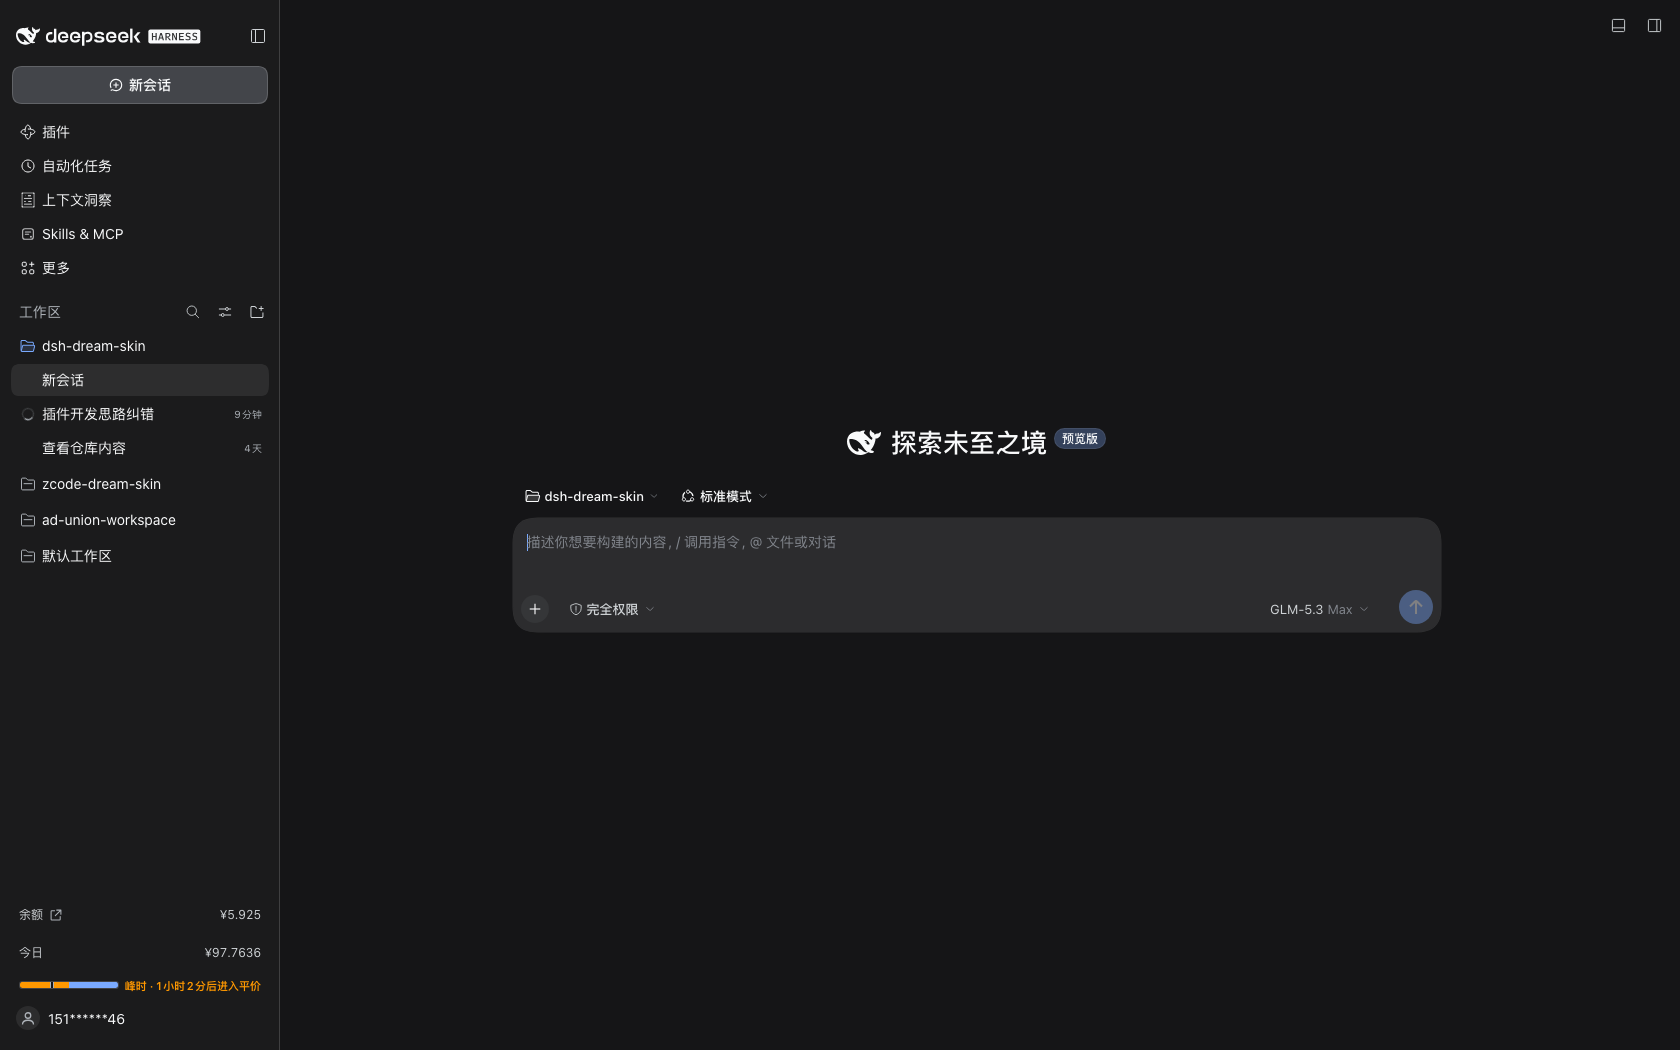 deepseek HARNESS
新会话
插件
自动化任务
上下文洞察
Skills & MCP
更多
工作区
dsh-dream-skin
新会话
插件开发思路纠错 9分钟
查看仓库内容 4天
zcode-dream-skin
ad-union-workspace
默认工作区
余额 ¥5.925
今日 ¥97.7636
峰时 · 1小时2分后进入平价
151******46
探索未至之境 预览版
dsh-dream-skin 标准模式
描述你想要构建的内容, / 调用指令, @ 文件或对话
完全权限 GLM-5.3 Max